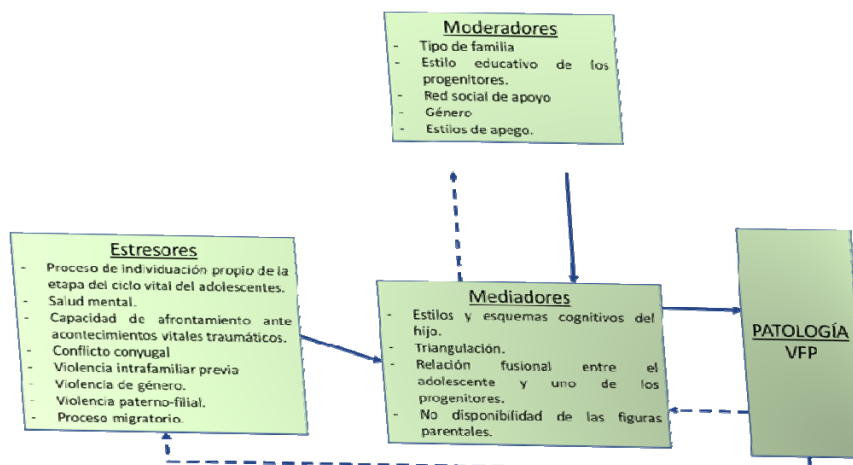 Moderadores
- Tipo de familia
- Estilo educativo de los
progenitores.
- Red social de apoyo
- Género
- Estilos de apego.
Estresores
- Proceso de individuación propio de la
etapa del ciclo vital del adolescentes.
- Salud mental.
- Capacidad de afrontamiento ante
acontecimientos vitales traumáticos.
- Conflicto conyugal
- Violencia intrafamiliar previa
- Violencia de género.
- Violencia paterno-filial.
- Proceso migratorio.
Mediadores
- Estilos y esquemas cognitivos del
hijo.
- Triangulación.
- Relación fusional entre el
adolescente y uno de los
progenitores.
- No disponibilidad de las figuras
parentales.
PATOLOGÍA
VFP